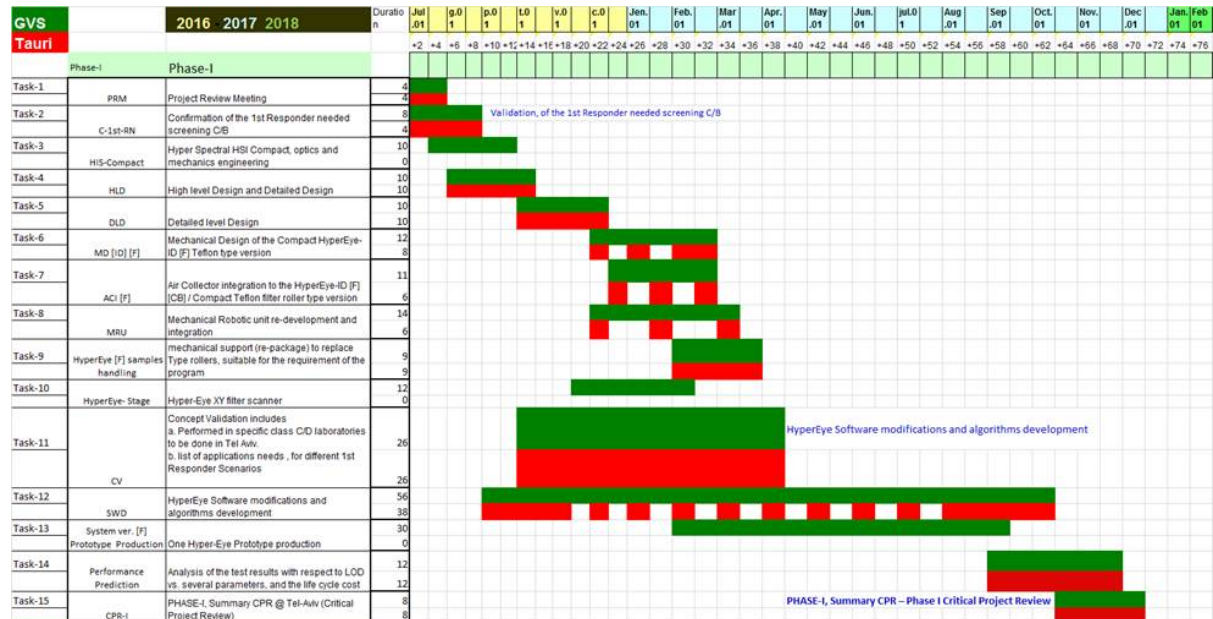 GVS 2016 - 2017 2018 Duratio n Jul .01 g.0 1 p.0 1 t.0 1 v.0 1 c.0 1 Jen. 01 Feb. 01 Mar .01 Apr. 01 May .01 Jun. 01 jul.0 1 Aug .01 Sep .01 Oct. 01 Nov. 01 Dec .01 Jan. 01 Feb 01
Tauri +2 +4 +6 +8 +10 +12 +14 +16 +18 +20 +22 +24 +26 +28 +30 +32 +34 +36 +38 +40 +42 +44 +46 +48 +50 +52 +54 +56 +58 +60 +62 +64 +66 +68 +70 +72 +74 +76
Phase-I Phase-I
Task-1 4
PRM Project Review Meeting 4
Task-2 Confirmation of the 1st Responder needed 8 Validation, of the 1st Responder needed screening C/B
C-1st-RN screening C/B 4
Task-3 Hyper Spectral HSI Compact, optics and 10
HIS-Compact mechanics engineering 0
Task-4 10
HLD High level Design and Detailed Design 10
Task-5 10
DLD Detailed level Design 10
Task-6 Mechanical Design of the Compact HyperEye- 12
MD [ID] [F] ID [F] Teflon type version 8
Task-7 11
Air Collector integration to the HyperEye-ID [F]
ACI [F] [CB] / Compact Teflon filter roller type version 6
Task-8 Mechanical Robotic unit re-development and 14
MRU integration 6
mechanical support (re-package) to replace
Task-9 HyperEye [F] samples Type rollers, suitable for the requirement of the 9
handling program 9
Task-10 12
HyperEye- Stage Hyper-Eye XY filter scanner 0
Concept Validation includes
a. Performed in specific class C/D laboratories HyperEye Software modifications and algorithms development
Task-11 to be done in Tel Aviv. 26
b. list of applications needs , for different 1st
Responder Scenarios
CV 26
Task-12 HyperEye Software modifications and 56
SWD algorithms development 38
Task-13 System ver. [F] 30
Prototype Production One Hyper-Eye Prototype production 0
Task-14 12
Performance Analysis of the test results with respect to LOD
Prediction vs. several parameters, and the life cycle cost 12
Task-15 PHASE-I, Summary CPR @ Tel-Aviv (Critical 8 PHASE-I, Summary CPR – Phase I Critical Project Review
CPR-I Project Review) 8